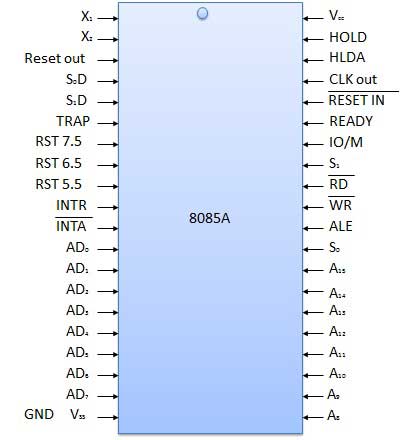 X₁
X₂
Reset out
S₀D
S₁D
TRAP
RST 7.5
RST 6.5
RST 5.5
INTR
INTA
AD₀
AD₁
AD₂
AD₃
AD₄
AD₅
AD₆
AD₇
GND Vₛₛ
8085A
Vcc
HOLD
HLDA
CLK out
RESET IN
READY
IO/M
S₁
RD
WR
ALE
S₀
A₁₅
A₁₄
A₁₃
A₁₂
A₁₁
A₁₀
A₉
A₈